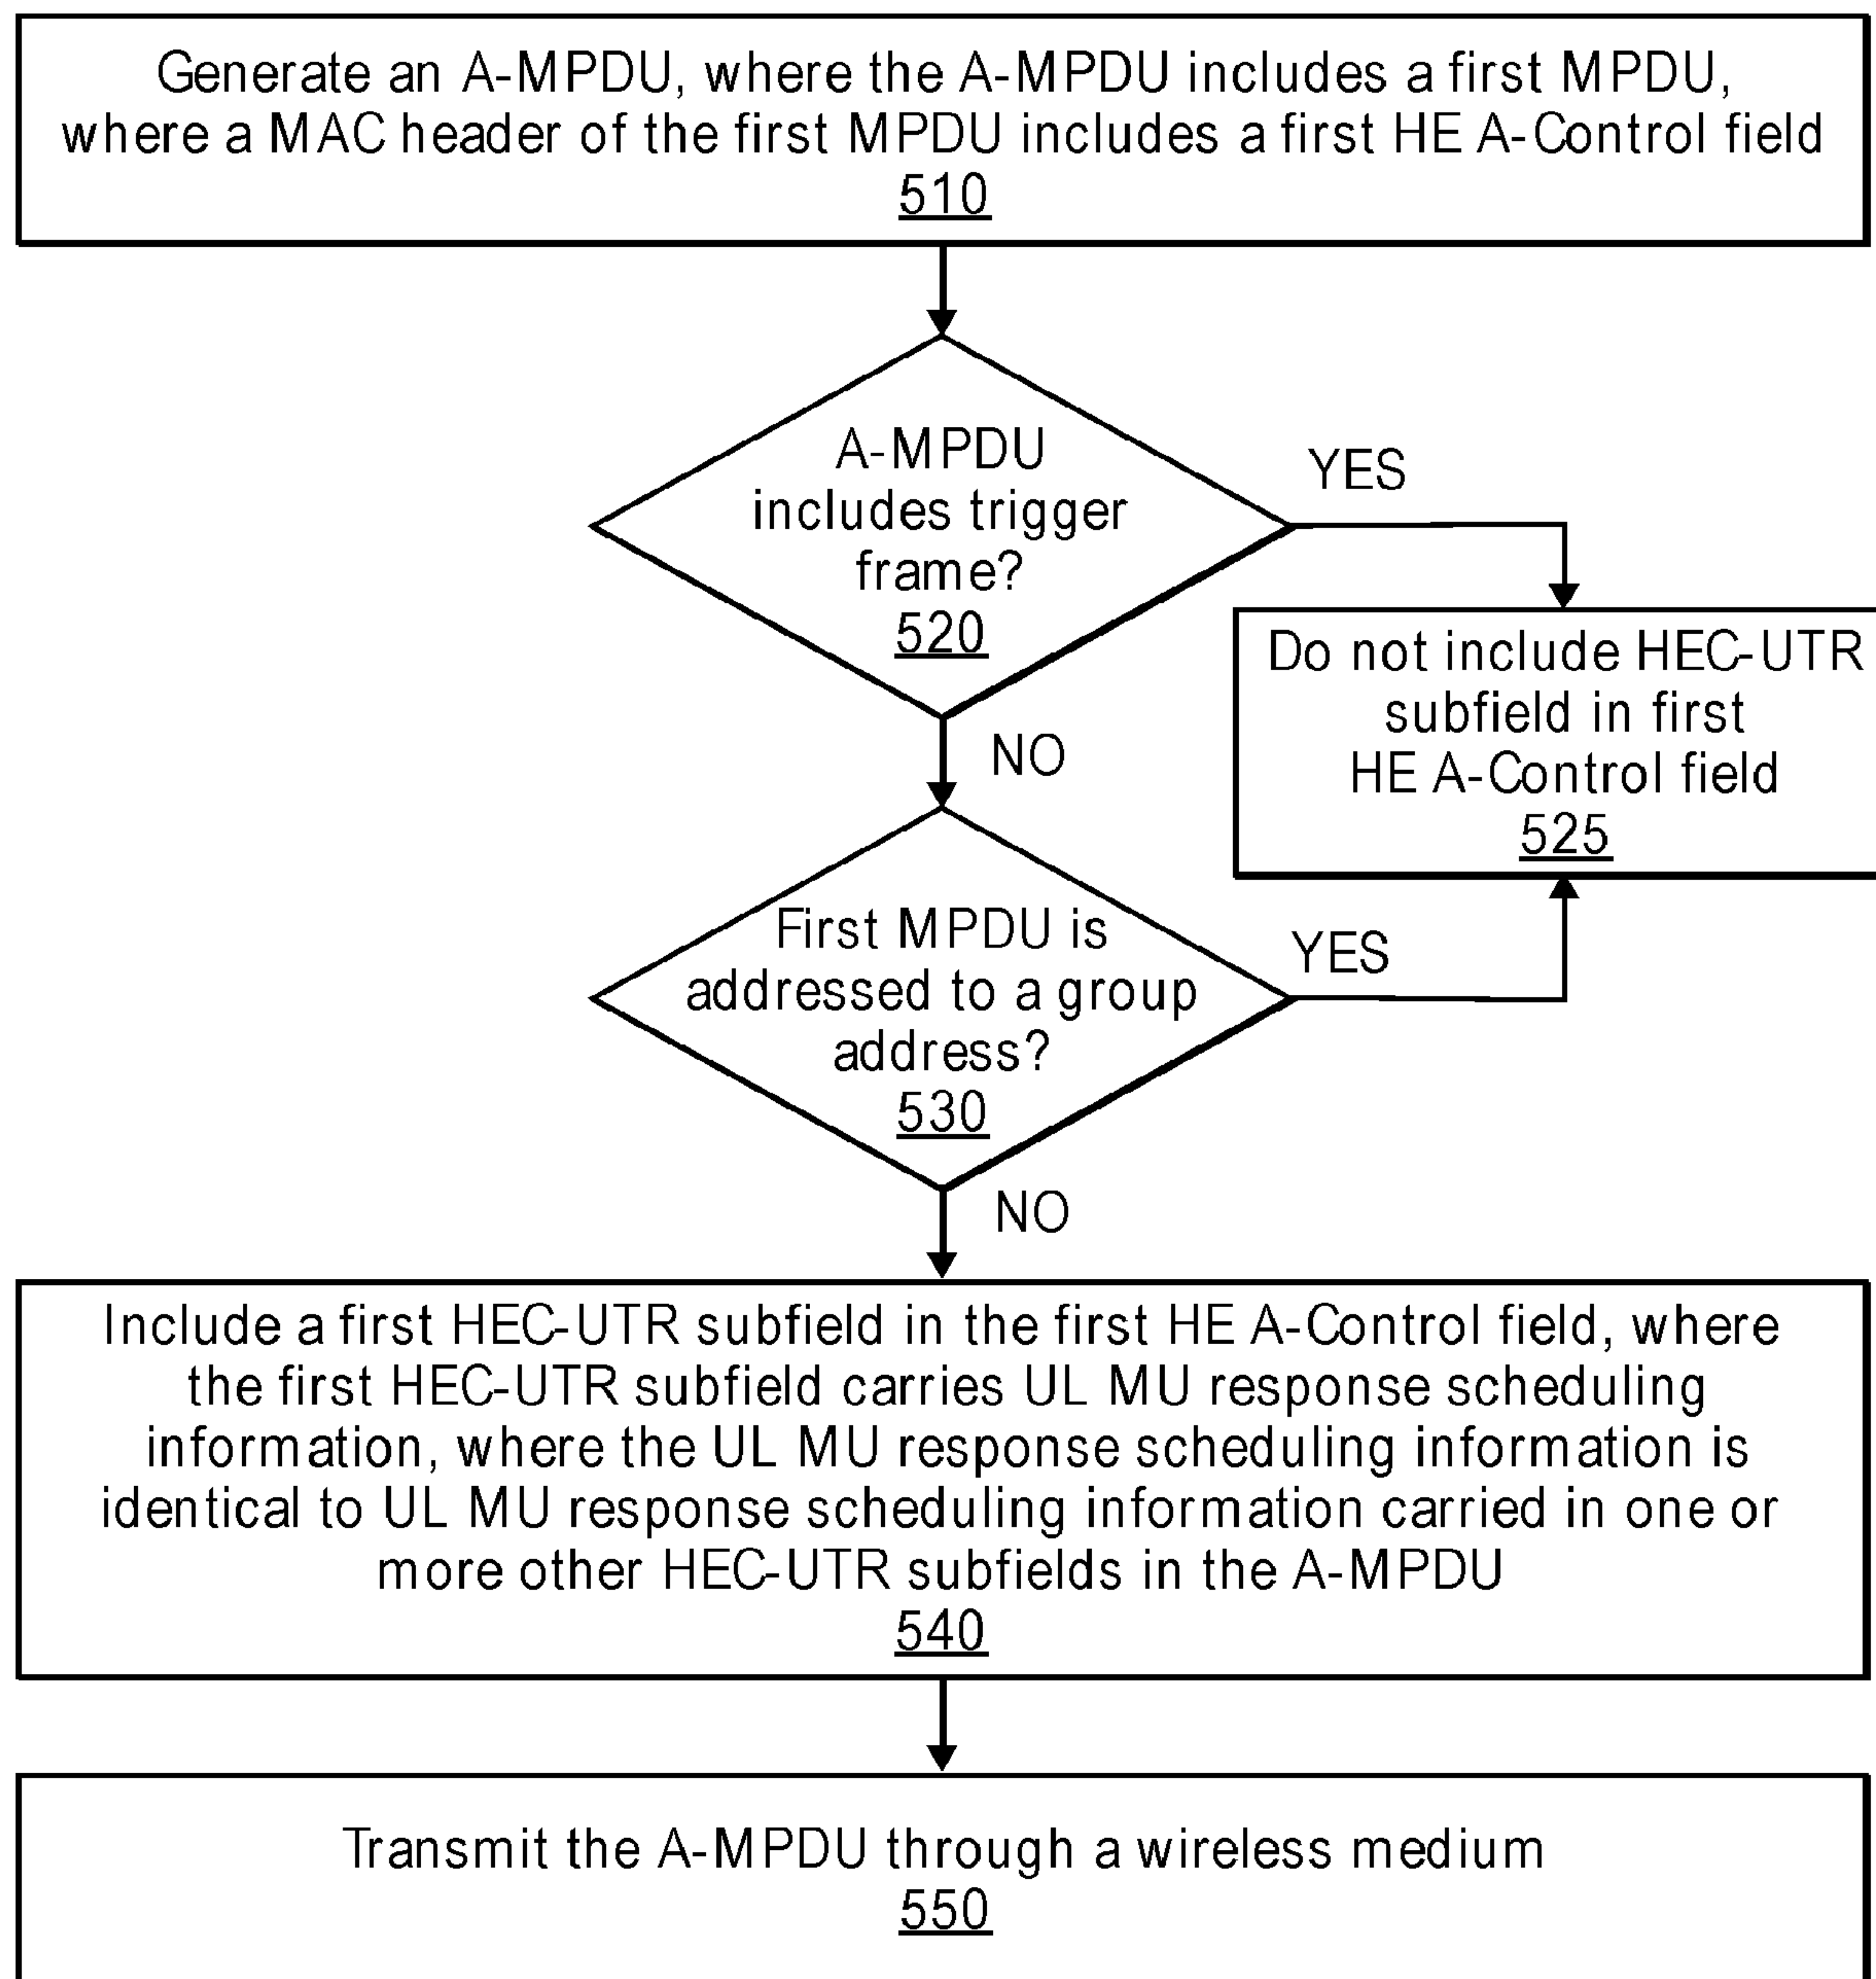 Generate an A-MPDU, where the A-MPDU includes a first MPDU,
where a MAC header of the first MPDU includes a first HE A-Control field
510
A-MPDU
includes trigger
frame?
520
YES
Do not include HEC-UTR
subfield in first
HE A-Control field
525
NO
First MPDU is
addressed to a group
address?
530
YES
NO
Include a first HEC-UTR subfield in the first HE A-Control field, where
the first HEC-UTR subfield carries UL MU response scheduling
information, where the UL MU response scheduling information is
identical to UL MU response scheduling information carried in one or
more other HEC-UTR subfields in the A-MPDU
540
Transmit the A-MPDU through a wireless medium
550